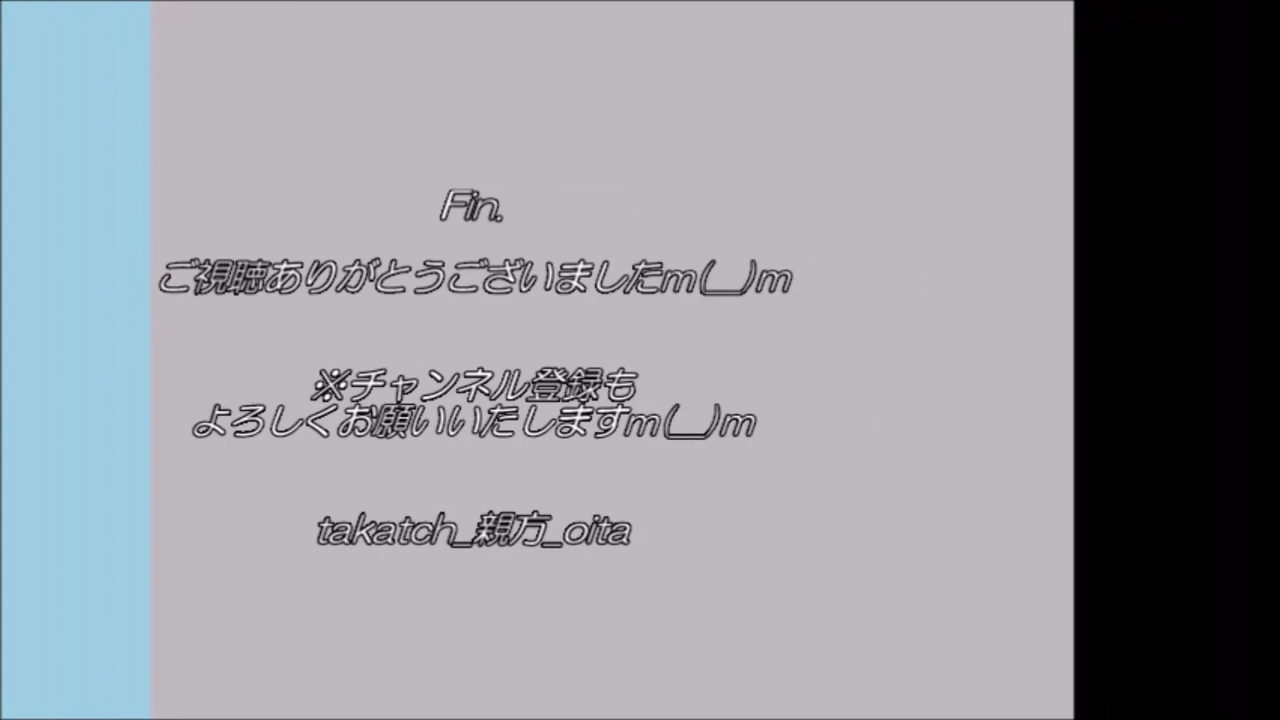 Fin.
ご視聴ありがとうございましたm(__)m
※チャンネル登録も
よろしくお願いいたしますm(__)m
takatch_親方_oita